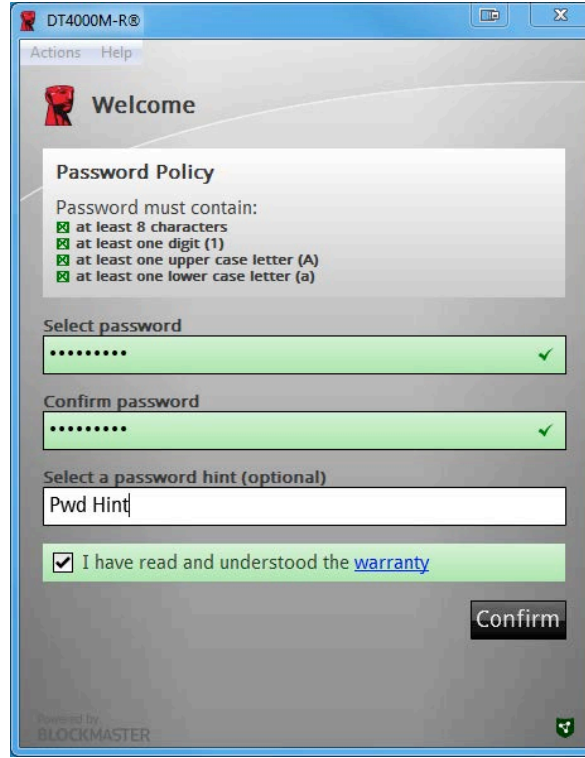 DT4000M-R®
Actions Help
Welcome
Password Policy
Password must contain:
at least 8 characters
at least one digit (1)
at least one upper case letter (A)
at least one lower case letter (a)
Select password
•••••••••
Confirm password
•••••••••
Select a password hint (optional)
Pwd Hint
I have read and understood the warranty
Confirm
Powered by
BLOCKMASTER